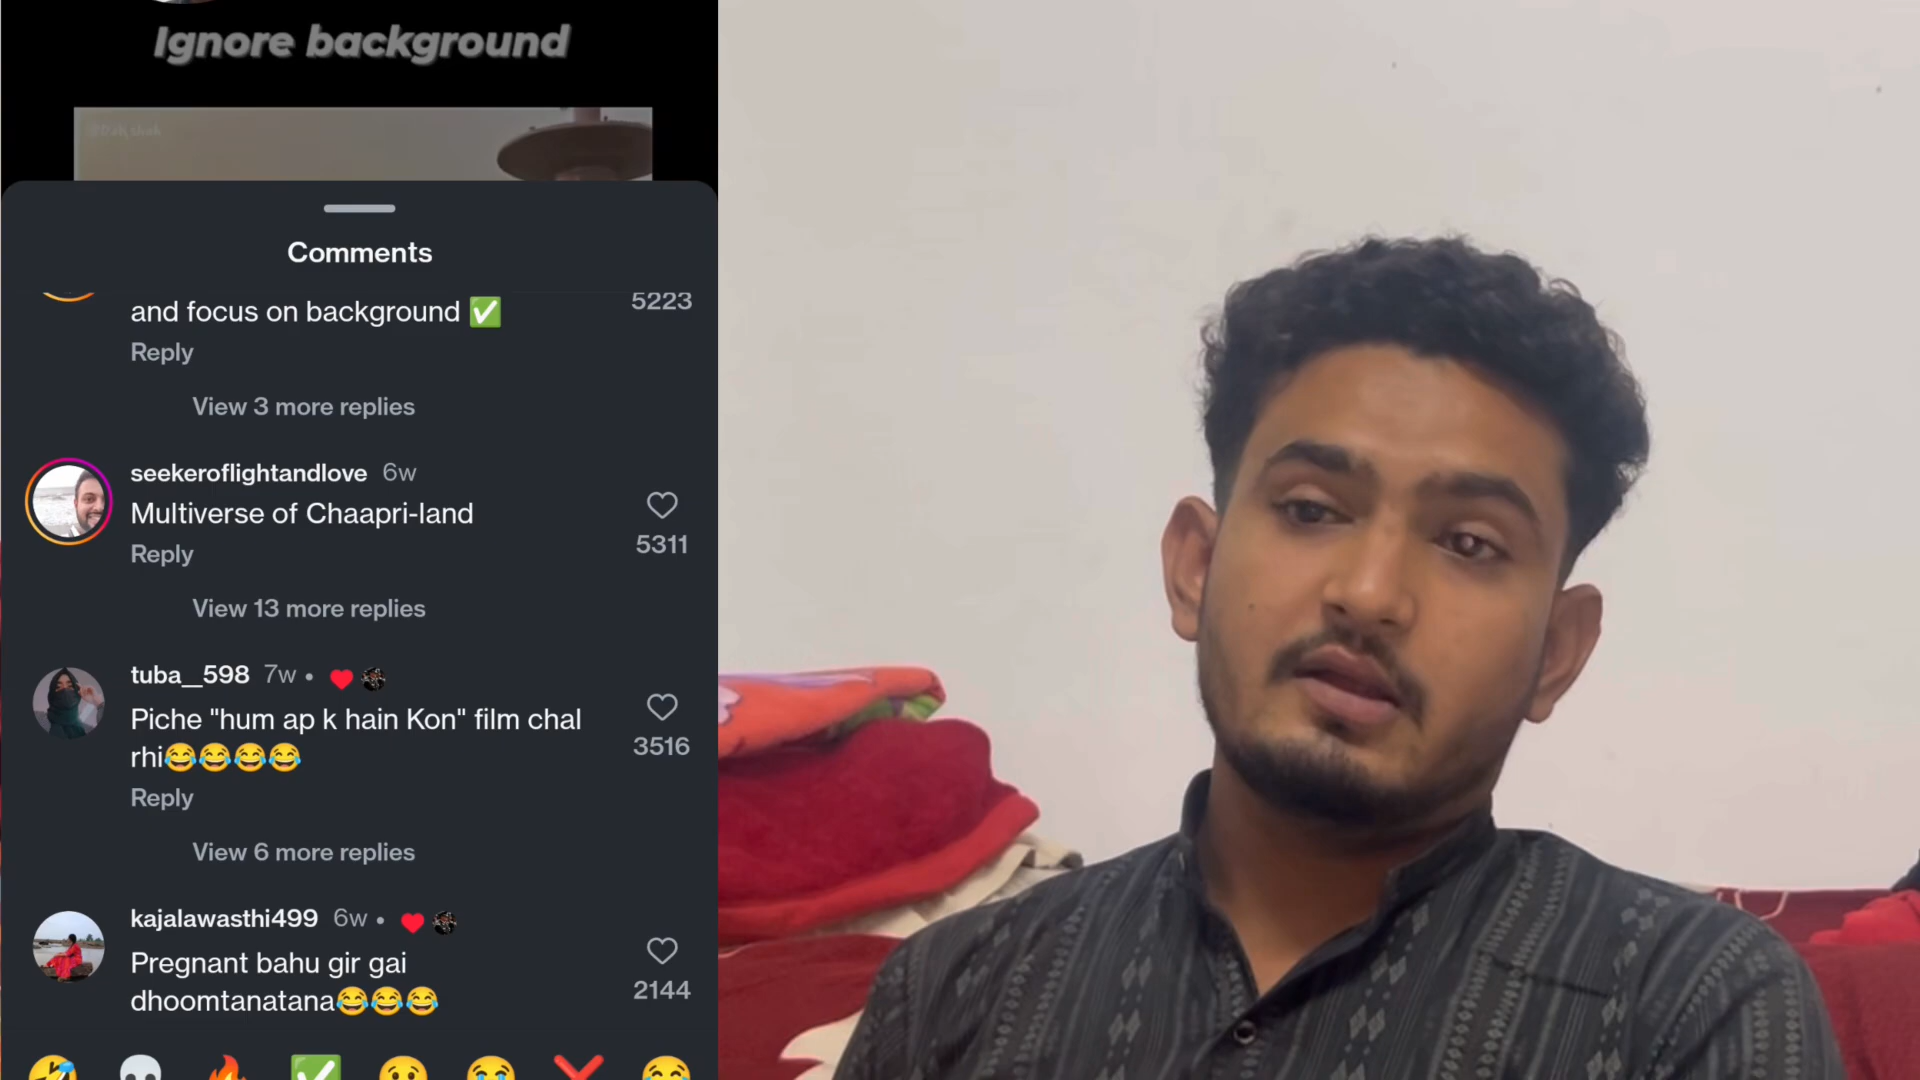 Ignore background
Comments
and focus on background ✅
5223
Reply
View 3 more replies
seekeroflightandlove 6w
Multiverse of Chaapri-land
5311
Reply
View 13 more replies
tuba__598 7w •
Piche "hum ap k hain Kon" film chal
rhi😂😂😂😂
3516
Reply
View 6 more replies
kajalawasthi499 6w •
Pregnant bahu gir gai
dhoomtanatana😂😂😂
2144